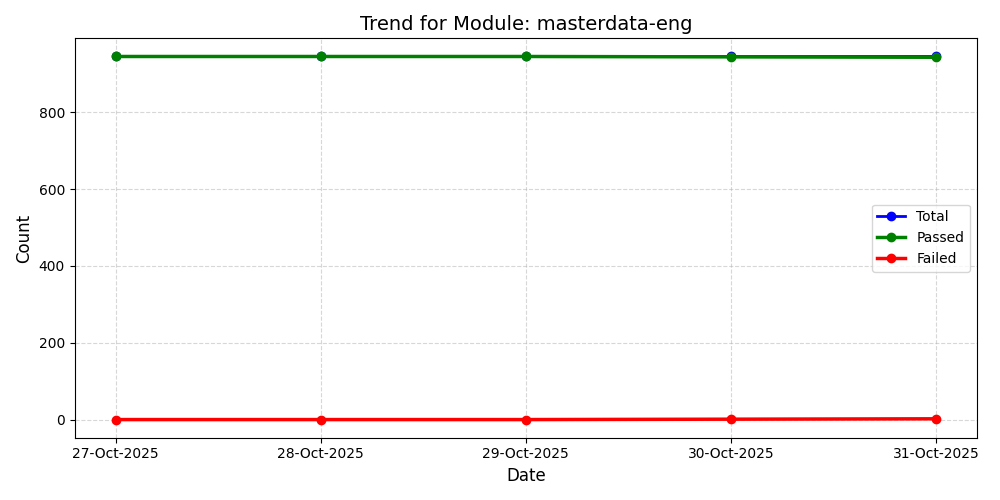 Trend for Module: masterdata-eng
Count
800
600
400
200
0
Total
Passed
Failed
27-Oct-2025
28-Oct-2025
29-Oct-2025
30-Oct-2025
31-Oct-2025
Date